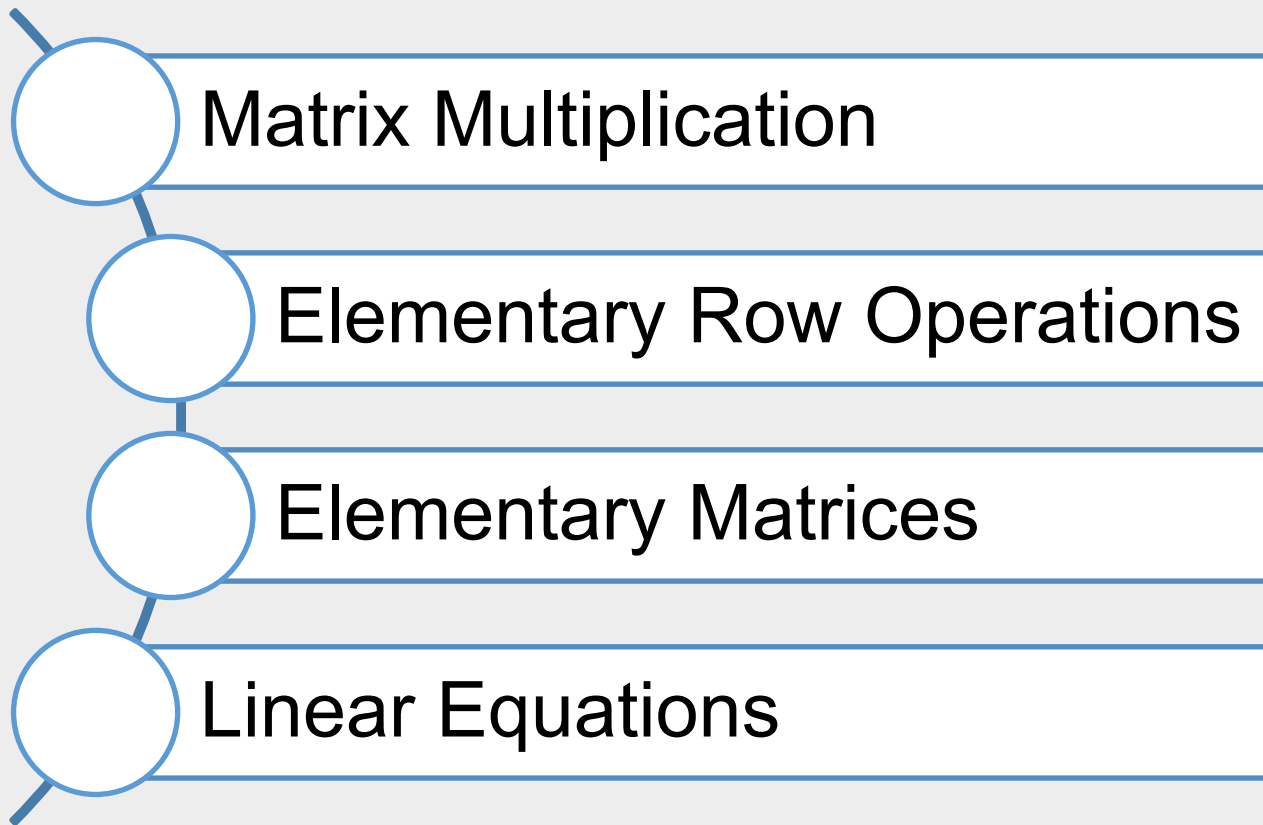 Matrix Multiplication
Elementary Row Operations
Elementary Matrices
Linear Equations